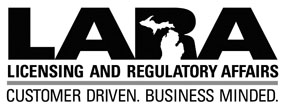 LARA
LICENSING AND REGULATORY AFFAIRS
CUSTOMER DRIVEN. BUSINESS MINDED.